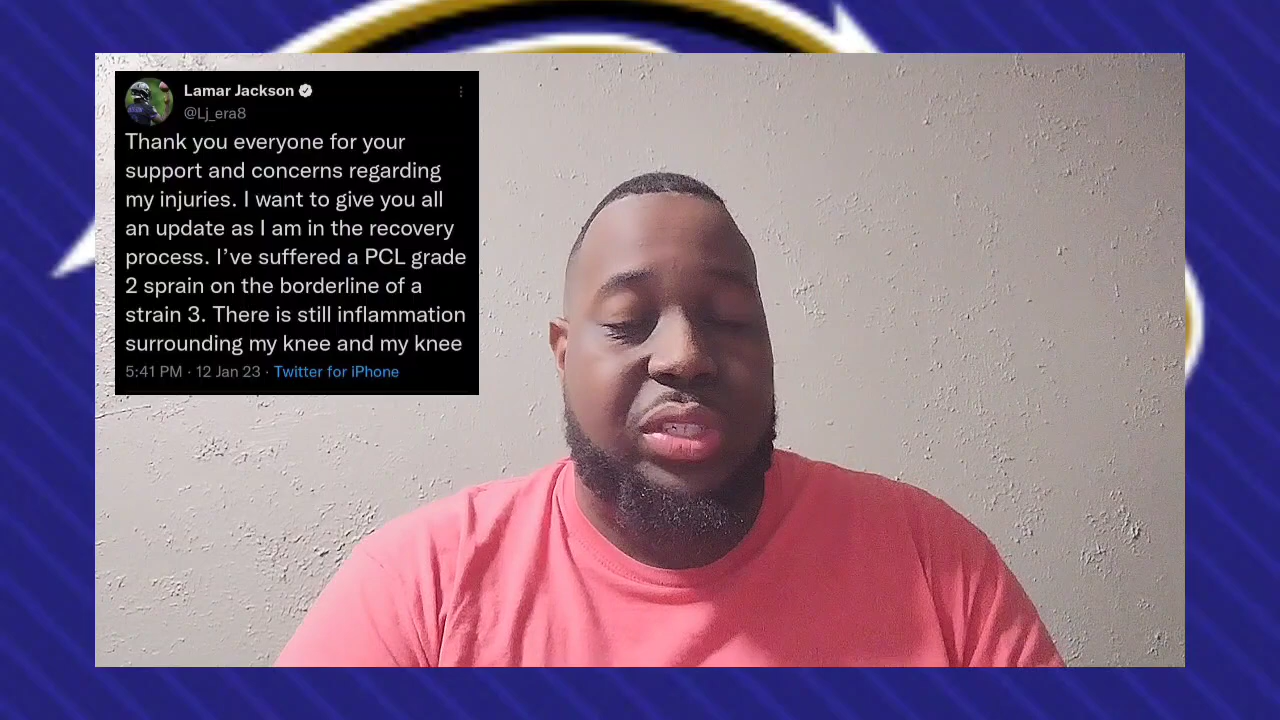 Lamar Jackson
@Lj_era8
Thank you everyone for your
support and concerns regarding
my injuries. I want to give you all
an update as I am in the recovery
process. I’ve suffered a PCL grade
2 sprain on the borderline of a
strain 3. There is still inflammation
surrounding my knee and my knee
5:41 PM · 12 Jan 23 · Twitter for iPhone